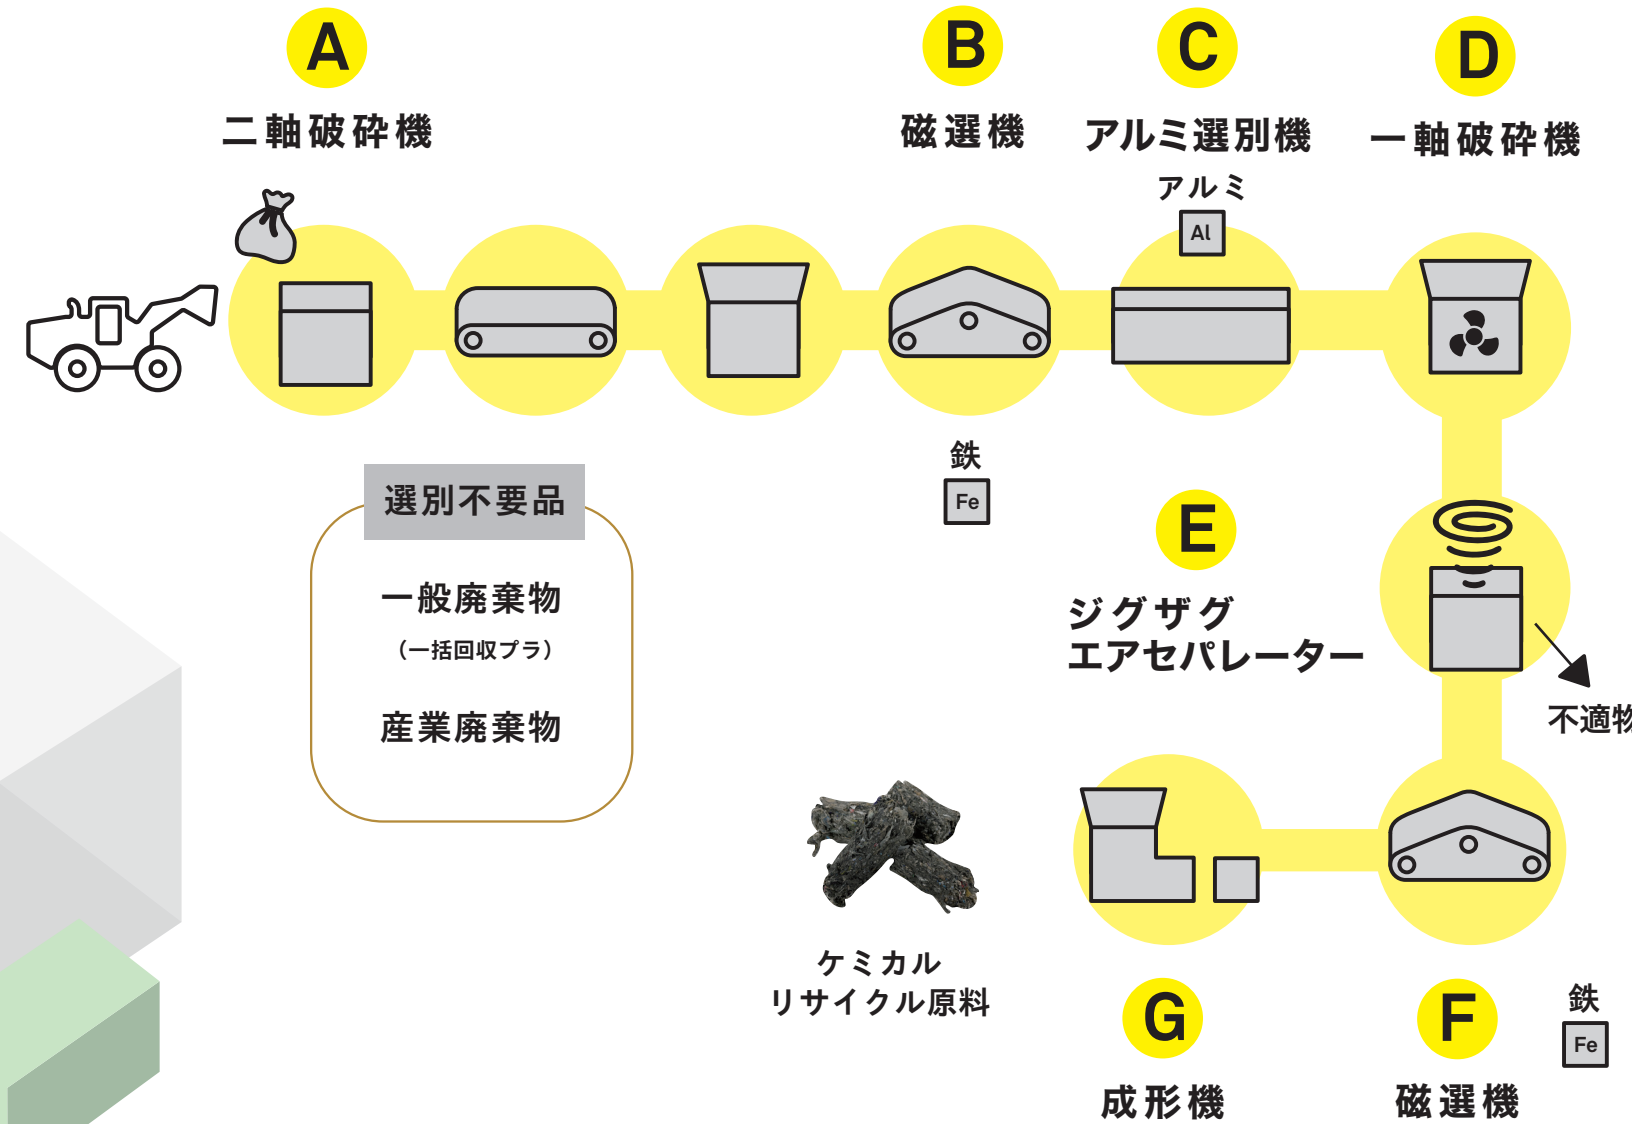 A
二軸破砕機
B
磁選機
C
アルミ選別機
D
一軸破砕機
アルミ
Al
鉄
Fe
選別不要品
一般廃棄物
（一括回収プラ）
産業廃棄物
E
ジグザグ
エアセパレーター
不適物
ケミカル
リサイクル原料
G
成形機
F
磁選機
鉄
Fe